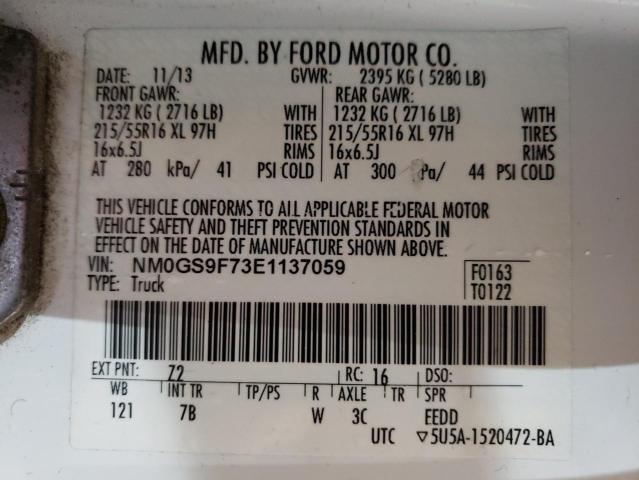 MFD. BY FORD MOTOR CO.
DATE: 11/13 GVWR: 2395 KG ( 5280 LB)
FRONT GAWR: REAR GAWR:
1232 KG ( 2716 LB) WITH 1232 KG ( 2716 LB) WITH
215/55R16 XL 97H TIRES 215/55R16 XL 97H TIRES
16x6.5J RIMS 16x6.5J RIMS
AT 280 kPa/ 41 PSI COLD AT 300 Pa/ 44 PSI COLD
THIS VEHICLE CONFORMS TO ALL APPLICABLE FEDERAL MOTOR
VEHICLE SAFETY AND THEFT PREVENTION STANDARDS IN
EFFECT ON THE DATE OF MANUFACTURE SHOWN ABOVE.
VIN: NM0GS9F73E1137059 F0163
TYPE: Truck T0122
EXT PNT: Z2 RC: 16 DSO:
WB INT TR TP/PS R AXLE TR SPR
121 7B W 3C EEDD
UTC ▽5U5A-1520472-BA